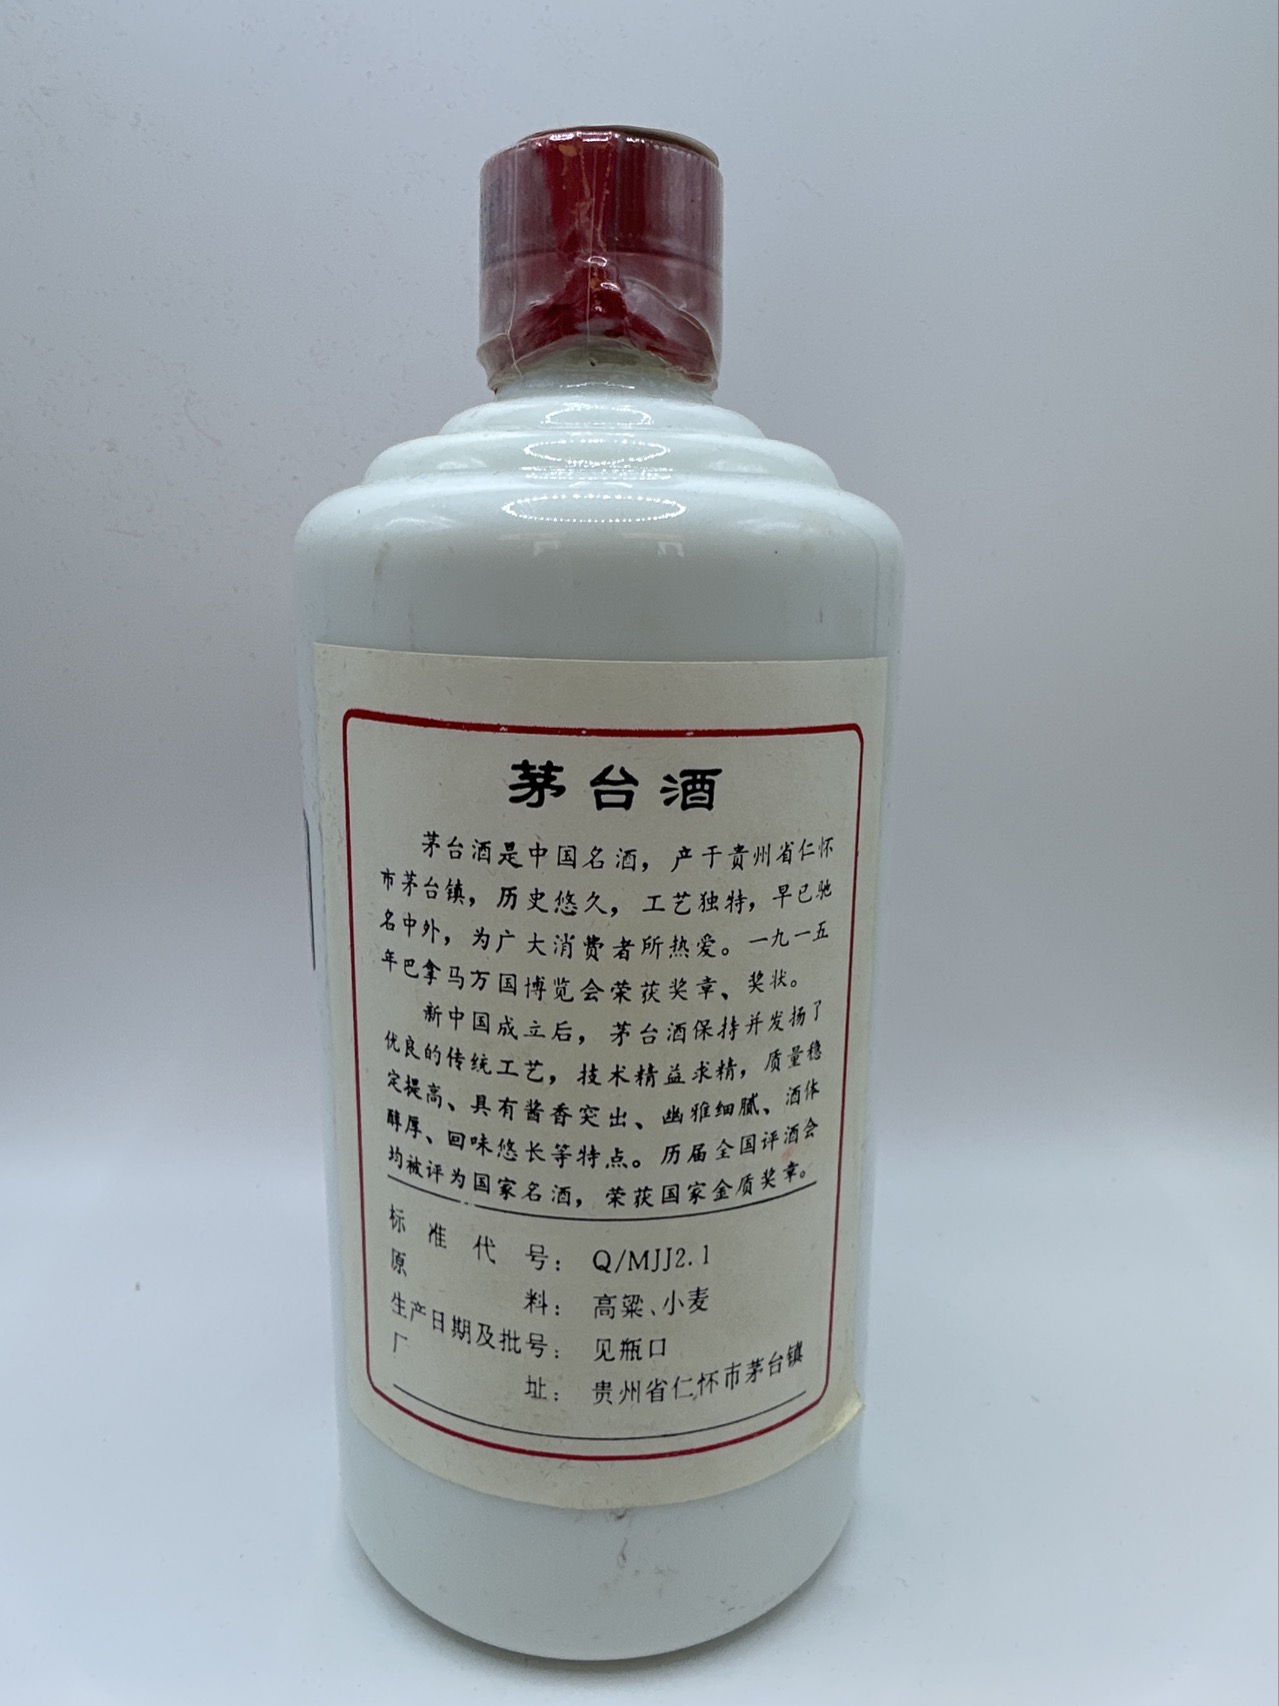 茅台酒
茅台酒是中国名酒，产于贵州省仁怀
市茅台镇，历史悠久，工艺独特，早已驰
名中外，为广大消费者所热爱。一九一五
年巴拿马万国博览会荣获奖章、奖状。
新中国成立后，茅台酒保持并发扬了
优良的传统工艺，技术精益求精，质量稳
定提高、具有酱香突出、幽雅细腻、酒体
醇厚、回味悠长等特点。历届全国评酒会
均被评为国家名酒，荣获国家金质奖章。
标准代号：Q/MJJ2.1
原料：高粱、小麦
生产日期及批号：见瓶口
厂址：贵州省仁怀市茅台镇